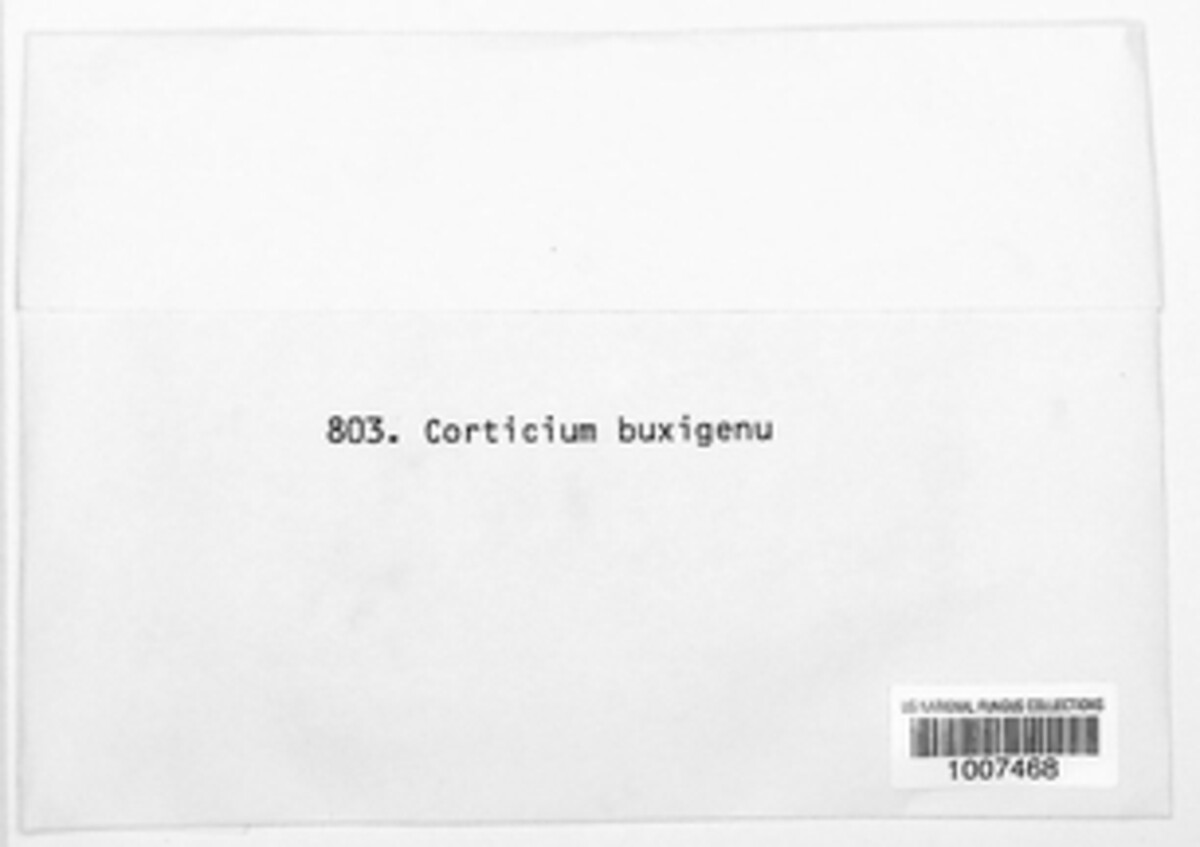 803. Corticium buxigenu
US NATIONAL FUNGUS COLLECTIONS
1007468